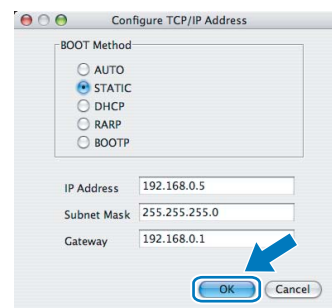 Configure TCP/IP Address
BOOT Method
AUTO
STATIC
DHCP
RARP
BOOTP
IP Address 192.168.0.5
Subnet Mask 255.255.255.0
Gateway 192.168.0.1
OK Cancel